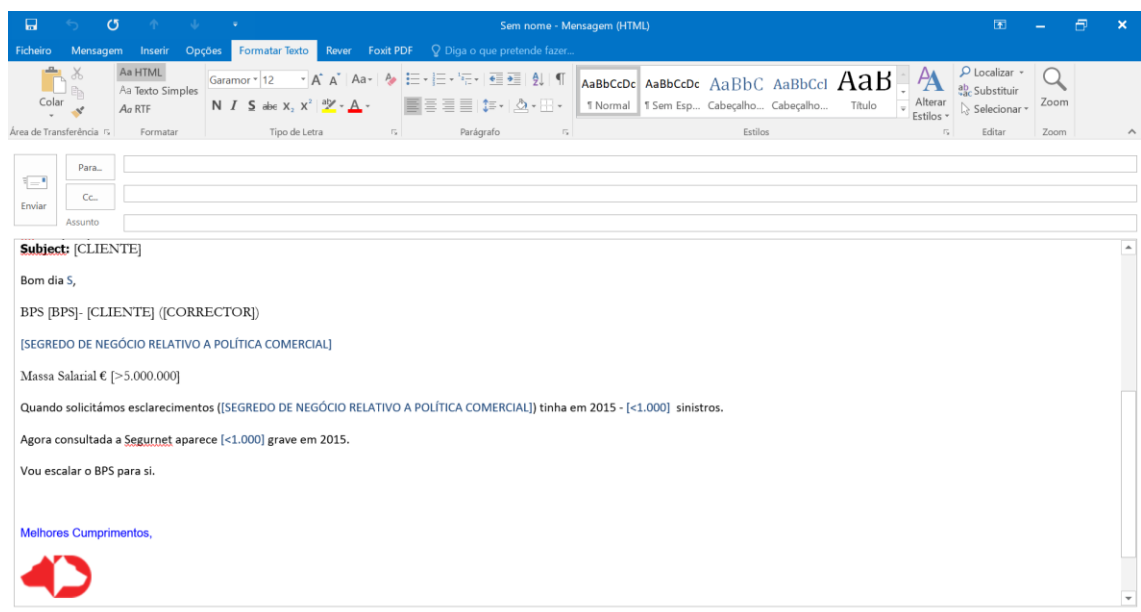 Sem nome - Mensagem (HTML)
Ficheiro Mensagem Inserir Opções Formatar Texto Rever Foxit PDF Diga o que pretende fazer...
Colar
Área de Transferência
Aa HTML
Aa Texto Simples
Aa RTF
Formatar
Garamor 12 A A Aa
N I S abc X₂ X² aby A
Tipo de Letra
Parágrafo
AaBbCcDc AaBbCcDc AaBbC AaBbCcl AaB
¶ Normal ¶ Sem Esp... Cabeçalho... Cabeçalho... Título
Alterar
Estilos
Estilos
Localizar
Substituir
Selecionar
Editar
Zoom
Zoom
Enviar
Para...
Cc...
Assunto
Subject: [CLIENTE]
Bom dia S,
BPS [BPS]- [CLIENTE] ([CORRECTOR])
[SEGREDO DE NEGÓCIO RELATIVO A POLÍTICA COMERCIAL]
Massa Salarial € [>5.000.000]
Quando solicitámos esclarecimentos ([SEGREDO DE NEGÓCIO RELATIVO A POLÍTICA COMERCIAL]) tinha em 2015 - [<1.000] sinistros.
Agora consultada a Segurnet aparece [<1.000] grave em 2015.
Vou escalar o BPS para si.
Melhores Cumprimentos,